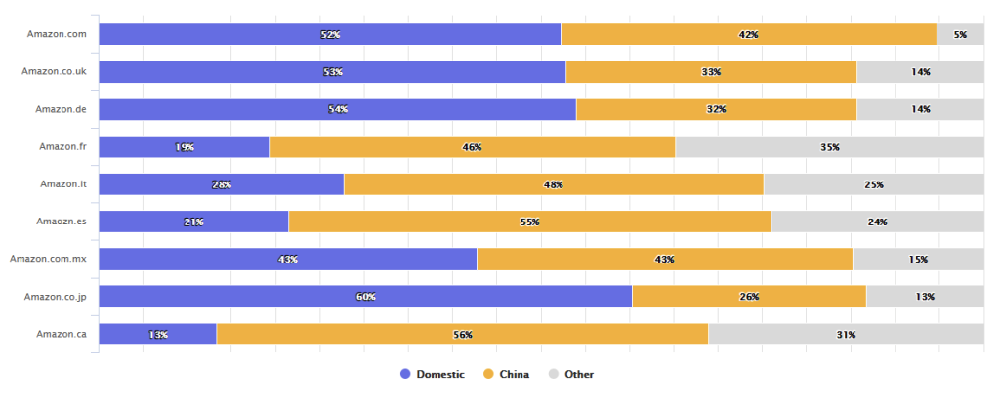 Amazon.com 52% 42% 5%
Amazon.co.uk 53% 33% 14%
Amazon.de 54% 32% 14%
Amazon.fr 19% 46% 35%
Amazon.it 28% 48% 25%
Amaozn.es 21% 55% 24%
Amazon.com.mx 43% 43% 15%
Amazon.co.jp 60% 26% 13%
Amazon.ca 13% 56% 31%
Domestic China Other